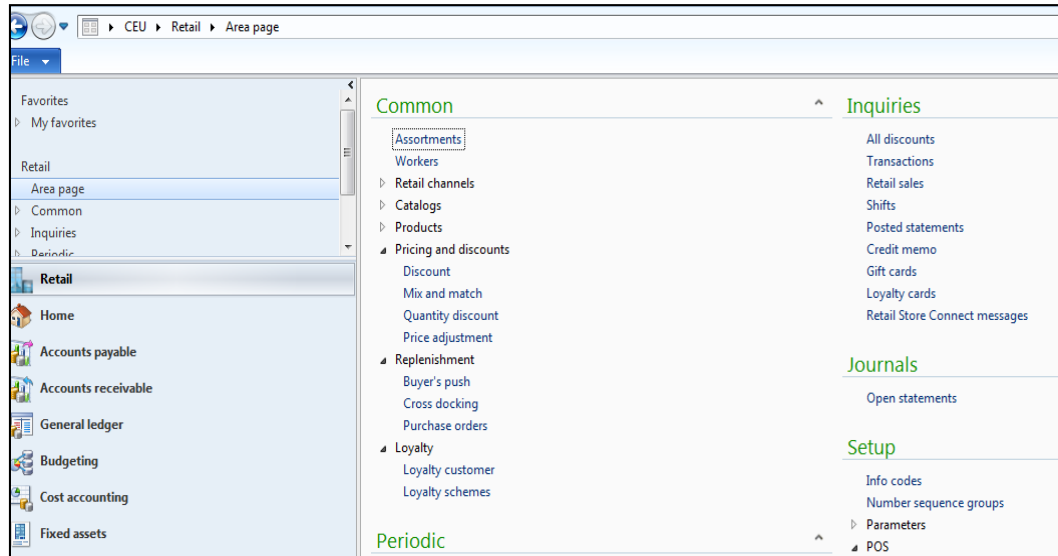 CEU Retail Area page
File
Favorites
My favorites
Retail
Area page
Common
Inquiries
Periodic
Retail
Home
Accounts payable
Accounts receivable
General ledger
Budgeting
Cost accounting
Fixed assets
Common
Assortments
Workers
Retail channels
Catalogs
Products
Pricing and discounts
Discount
Mix and match
Quantity discount
Price adjustment
Replenishment
Buyer's push
Cross docking
Purchase orders
Loyalty
Loyalty customer
Loyalty schemes
Periodic
Inquiries
All discounts
Transactions
Retail sales
Shifts
Posted statements
Credit memo
Gift cards
Loyalty cards
Retail Store Connect messages
Journals
Open statements
Setup
Info codes
Number sequence groups
Parameters
POS